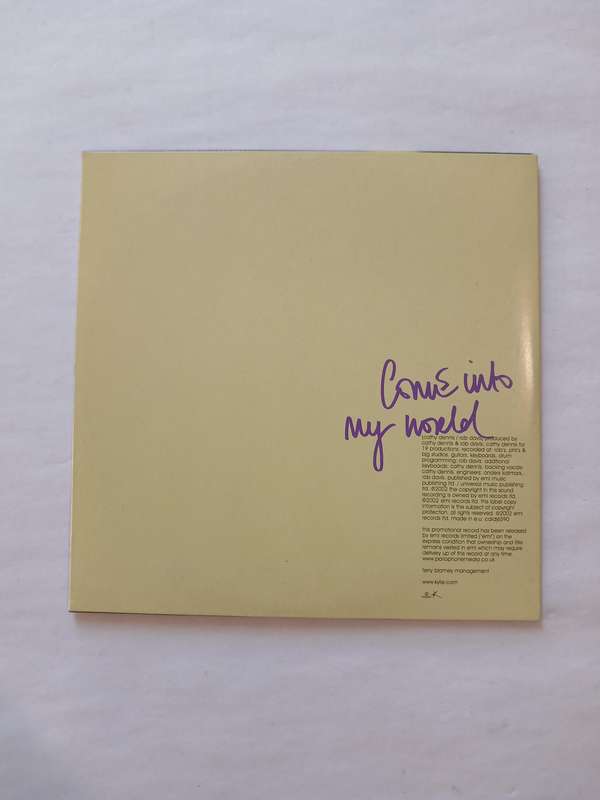 Come into
my world
(cathy dennis / rob davis) produced by
cathy dennis & rob davis. cathy dennis for
19 productions. recorded at rob's, pink's &
big studios. guitars, keyboards, drum
programming: rob davis. additional
keyboards: cathy dennis. backing vocals:
cathy dennis. engineers: anders kallmark,
rob davis. published by emi music
publishing ltd. / universal music publishing
ltd. ℗2002 the copyright in this sound
recording is owned by emi records ltd.
©2002 emi records ltd. this label copy
information is the subject of copyright
protection. all rights reserved. ©2002 emi
records ltd. made in e.u. cdrdj6590
this promotional record has been released
by emi records limited ('emi') on the
express condition that ownership and title
remains vested in emi which may require
delivery up of this record at any time.
www.parlophonemedia.co.uk
terry blamey management
www.kylie.com